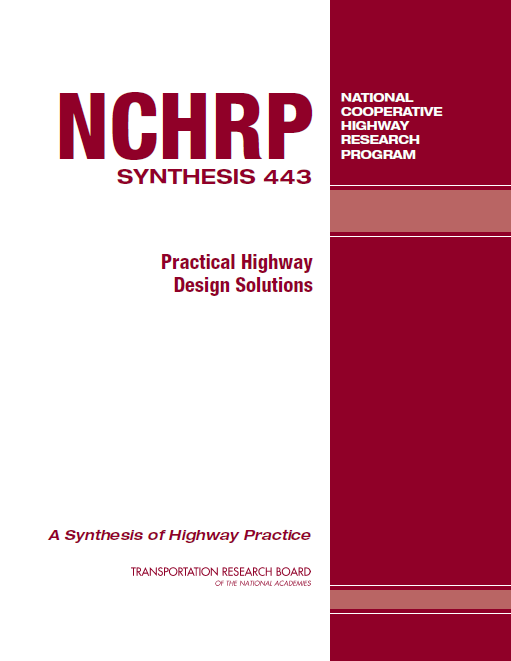 NCHRP
SYNTHESIS 443
NATIONAL
COOPERATIVE
HIGHWAY
RESEARCH
PROGRAM
Practical Highway
Design Solutions
A Synthesis of Highway Practice
TRANSPORTATION RESEARCH BOARD
OF THE NATIONAL ACADEMIES